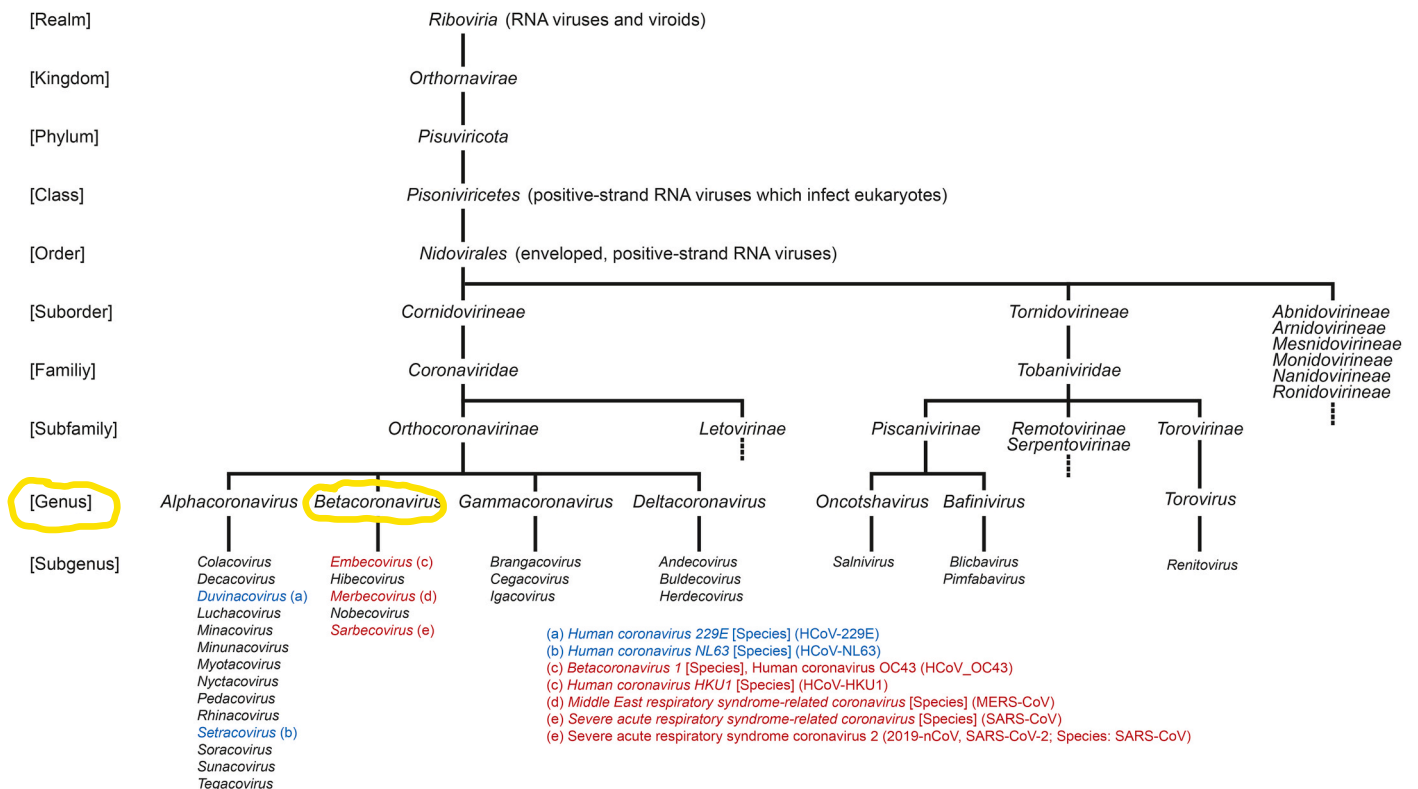 [Realm] Riboviria (RNA viruses and viroids)
[Kingdom] Orthornavirae
[Phylum] Pisuviricota
[Class] Pisoniviricetes (positive-strand RNA viruses which infect eukaryotes)
[Order] Nidovirales (enveloped, positive-strand RNA viruses)
[Suborder] Cornidovirineae Tornidovirineae Abnidovirineae
Arnidovirineae
Mesnidovirineae
Monidovirineae
Nanidovirineae
Ronidovirineae
[Familiy] Coronaviridae Tobaniviridae
[Subfamily] Orthocoronavirinae Letovirinae Piscanivirinae Remotovirinae Torovirinae
Serpentovirinae
[Genus] Alphacoronavirus Betacoronavirus Gammacoronavirus Deltacoronavirus Oncotshavirus Bafinivirus Torovirus
[Subgenus] Colacovirus Embecovirus (c) Brangacovirus Andecovirus Salnivirus Blicbavirus Renitovirus
Decacovirus Hibecovirus Cegacovirus Buldecovirus Pimfabavirus
Duvinacovirus (a) Merbecovirus (d) Igacovirus Herdecovirus
Luchacovirus Nobecovirus
Minacovirus Sarbecovirus (e)
Minunacovirus
Myotacovirus
Nyctacovirus
Pedacovirus
Rhinacovirus
Setracovirus (b)
Soracovirus
Sunacovirus
Tegacovirus
(a) Human coronavirus 229E [Species] (HCoV-229E)
(b) Human coronavirus NL63 [Species] (HCoV-NL63)
(c) Betacoronavirus 1 [Species], Human coronavirus OC43 (HCoV_OC43)
(c) Human coronavirus HKU1 [Species] (HCoV-HKU1)
(d) Middle East respiratory syndrome-related coronavirus [Species] (MERS-CoV)
(e) Severe acute respiratory syndrome-related coronavirus [Species] (SARS-CoV)
(e) Severe acute respiratory syndrome coronavirus 2 (2019-nCoV, SARS-CoV-2; Species: SARS-CoV)